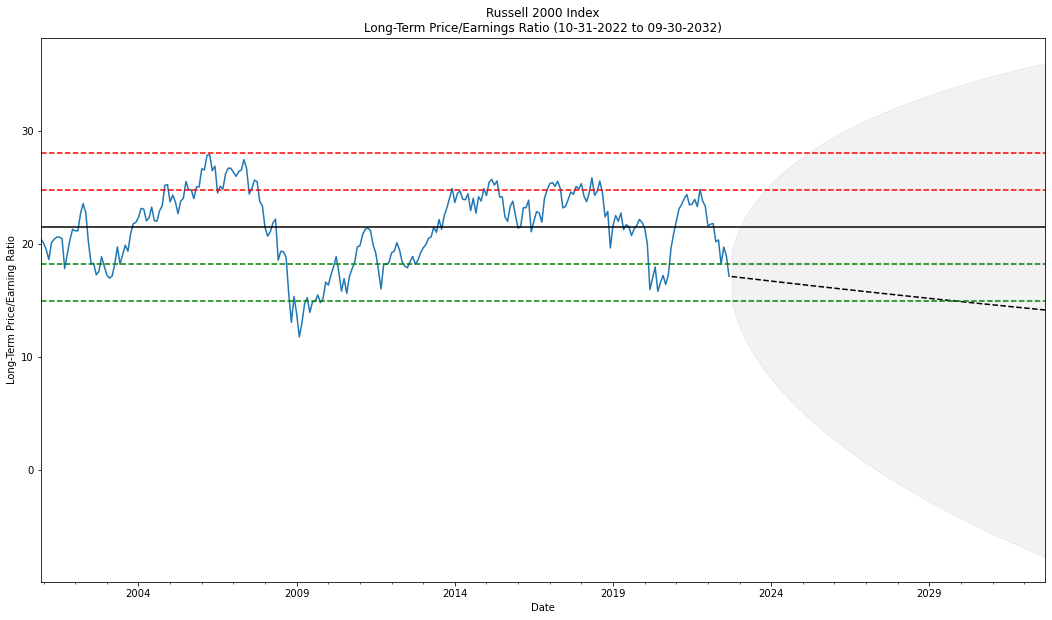 Russell 2000 Index
Long-Term Price/Earnings Ratio (10-31-2022 to 09-30-2032)
Long-Term Price/Earning Ratio
30
20
10
0
2004
2009
2014
2019
2024
2029
Date